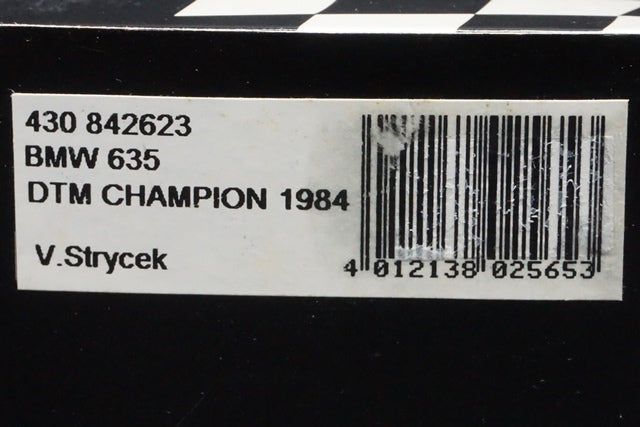 430 842623
BMW 635
DTM CHAMPION 1984
V.Strycek
4 012138 025653